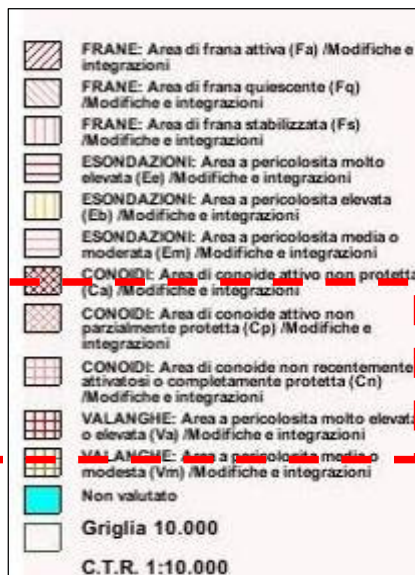 FRANE: Area di frana attiva (Fa) /Modifiche e
integrazioni
FRANE: Area di frana quiescente (Fq)
/Modifiche e integrazioni
FRANE: Area di frana stabilizzata (Fs)
/Modifiche e integrazioni
ESONDAZIONI: Area a pericolosita molto
elevata (Ee) /Modifiche e integrazioni
ESONDAZIONI: Area a pericolosita elevata
(Eb) /Modifiche e integrazioni
ESONDAZIONI: Area a pericolosita media o
moderata (Em) /Modifiche e integrazioni
CONOIDI: Area di conoide attivo non protetta
(Ca) /Modifiche e integrazioni
CONOIDI: Area di conoide attivo non
parzialmente protetta (Cp) /Modifiche e
integrazioni
CONOIDI: Area di conoide non recentemente
attivatosi o completamente protetta (Cn)
/Modifiche e integrazioni
VALANGHE: Area a pericolosita molto elevata
o elevata (Va) /Modifiche e integrazioni
VALANGHE: Area a pericolosita media o
modesta (Vm) /Modifiche e integrazioni
Non valutato
Griglia 10.000
C.T.R. 1:10.000